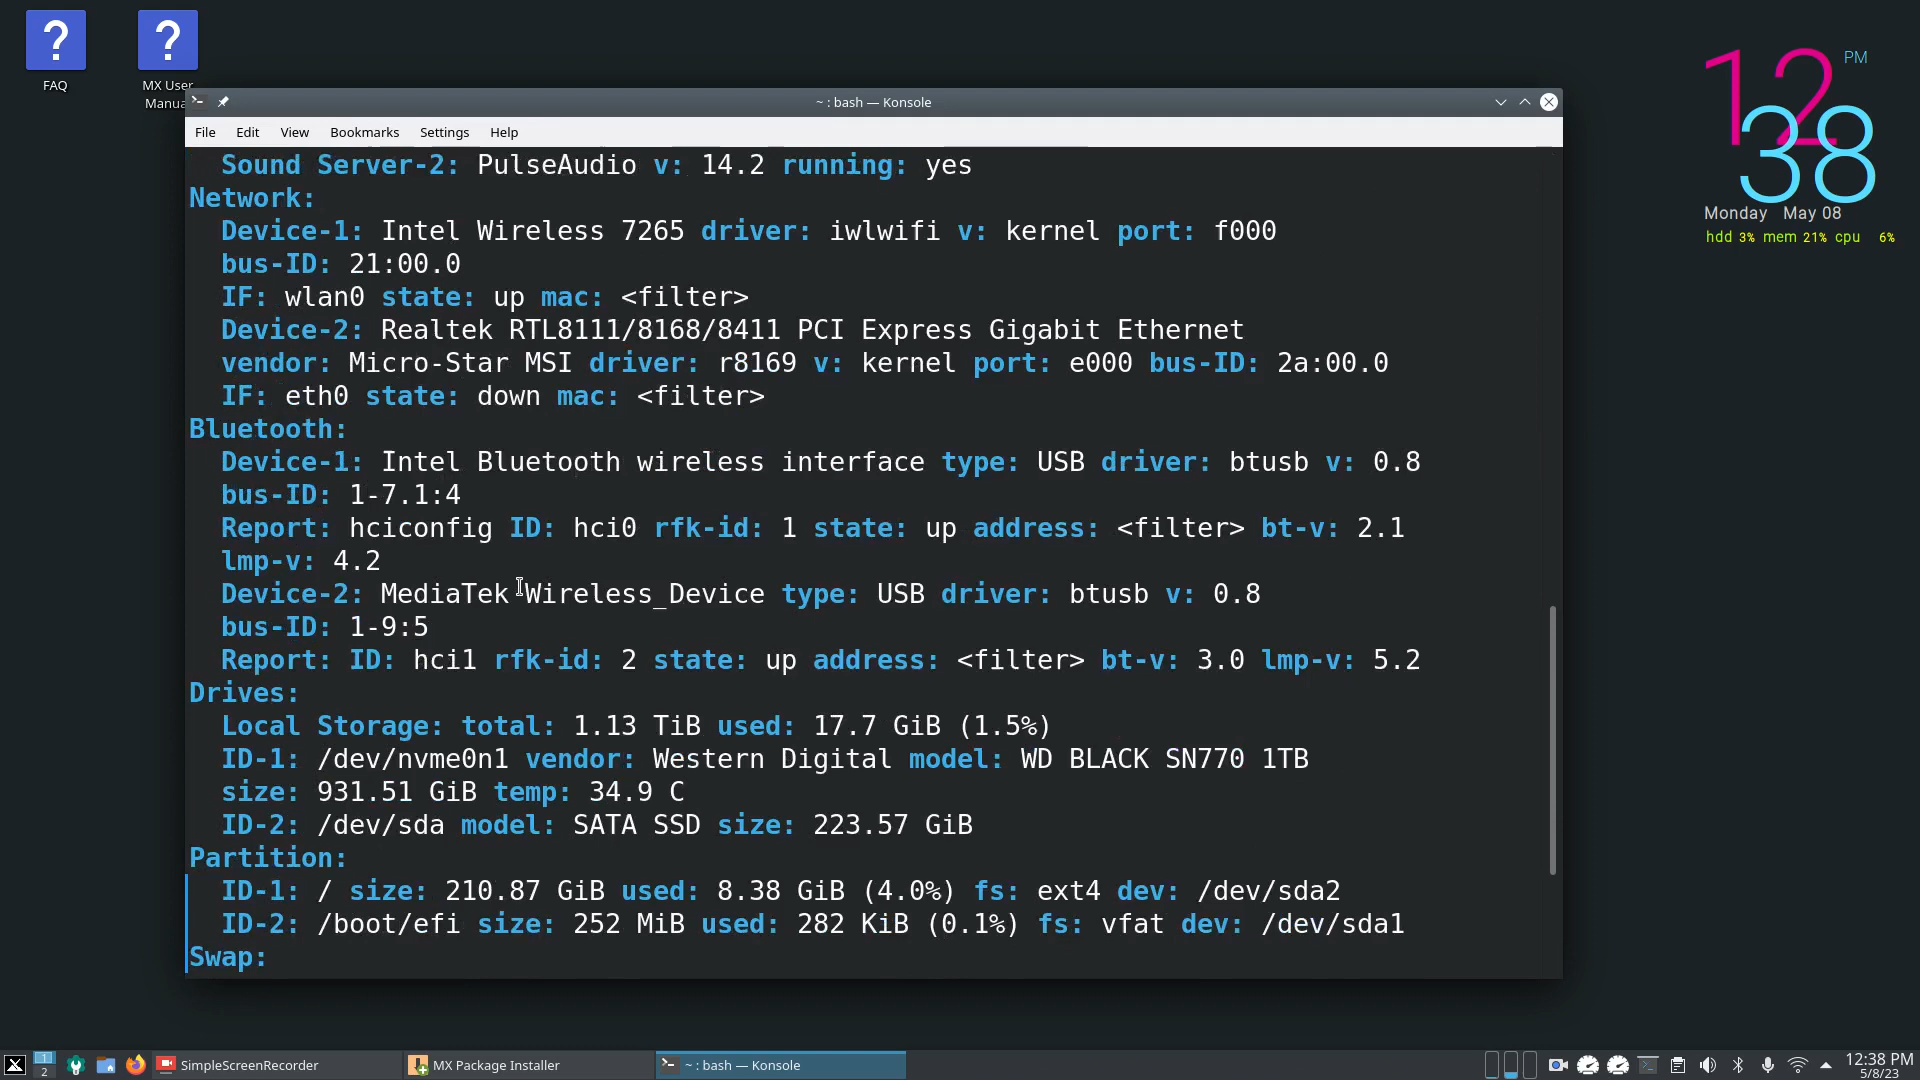 FAQ
MX User
Manua
12 PM
38
Monday May 08
hdd 3% mem 21% cpu 6%
~ : bash — Konsole
File Edit View Bookmarks Settings Help
Sound Server-2: PulseAudio v: 14.2 running: yes
Network:
Device-1: Intel Wireless 7265 driver: iwlwifi v: kernel port: f000
bus-ID: 21:00.0
IF: wlan0 state: up mac: <filter>
Device-2: Realtek RTL8111/8168/8411 PCI Express Gigabit Ethernet
vendor: Micro-Star MSI driver: r8169 v: kernel port: e000 bus-ID: 2a:00.0
IF: eth0 state: down mac: <filter>
Bluetooth:
Device-1: Intel Bluetooth wireless interface type: USB driver: btusb v: 0.8
bus-ID: 1-7.1:4
Report: hciconfig ID: hci0 rfk-id: 1 state: up address: <filter> bt-v: 2.1
lmp-v: 4.2
Device-2: MediaTek Wireless_Device type: USB driver: btusb v: 0.8
bus-ID: 1-9:5
Report: ID: hci1 rfk-id: 2 state: up address: <filter> bt-v: 3.0 lmp-v: 5.2
Drives:
Local Storage: total: 1.13 TiB used: 17.7 GiB (1.5%)
ID-1: /dev/nvme0n1 vendor: Western Digital model: WD BLACK SN770 1TB
size: 931.51 GiB temp: 34.9 C
ID-2: /dev/sda model: SATA SSD size: 223.57 GiB
Partition:
ID-1: / size: 210.87 GiB used: 8.38 GiB (4.0%) fs: ext4 dev: /dev/sda2
ID-2: /boot/efi size: 252 MiB used: 282 KiB (0.1%) fs: vfat dev: /dev/sda1
Swap:
1
2
SimpleScreenRecorder
MX Package Installer
~ : bash — Konsole
12:38 PM
5/8/23